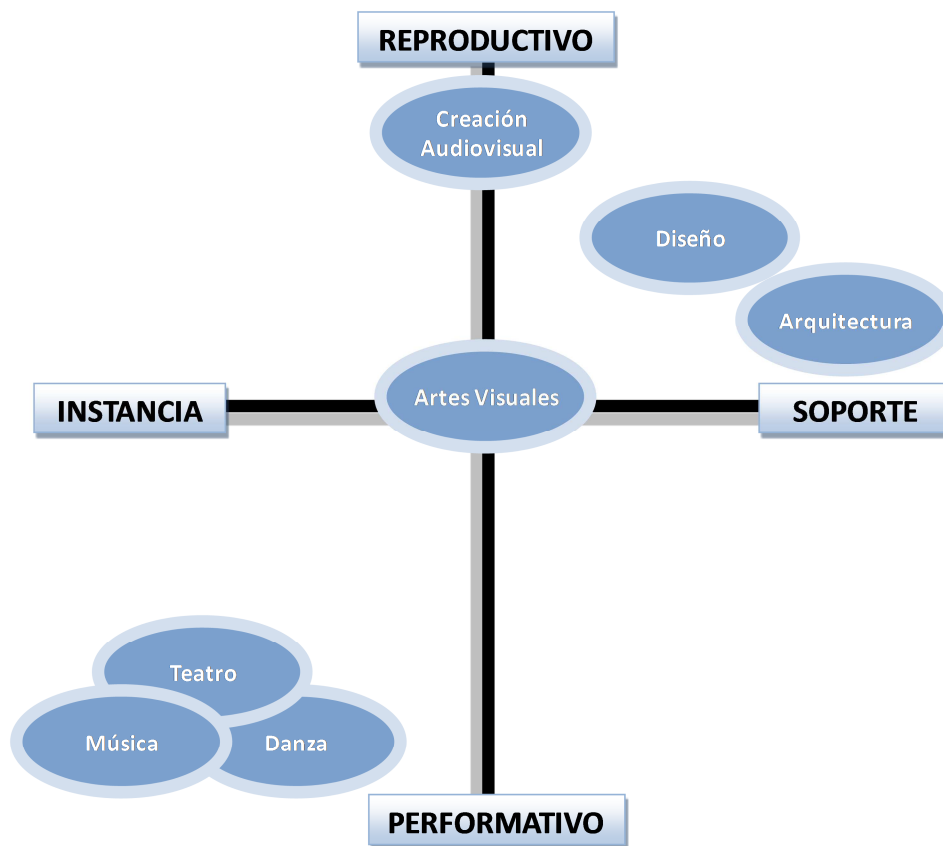 REPRODUCTIVO
Creación
Audiovisual
Diseño
Arquitectura
Artes Visuales
INSTANCIA
SOPORTE
Teatro
Música
Danza
PERFORMATIVO